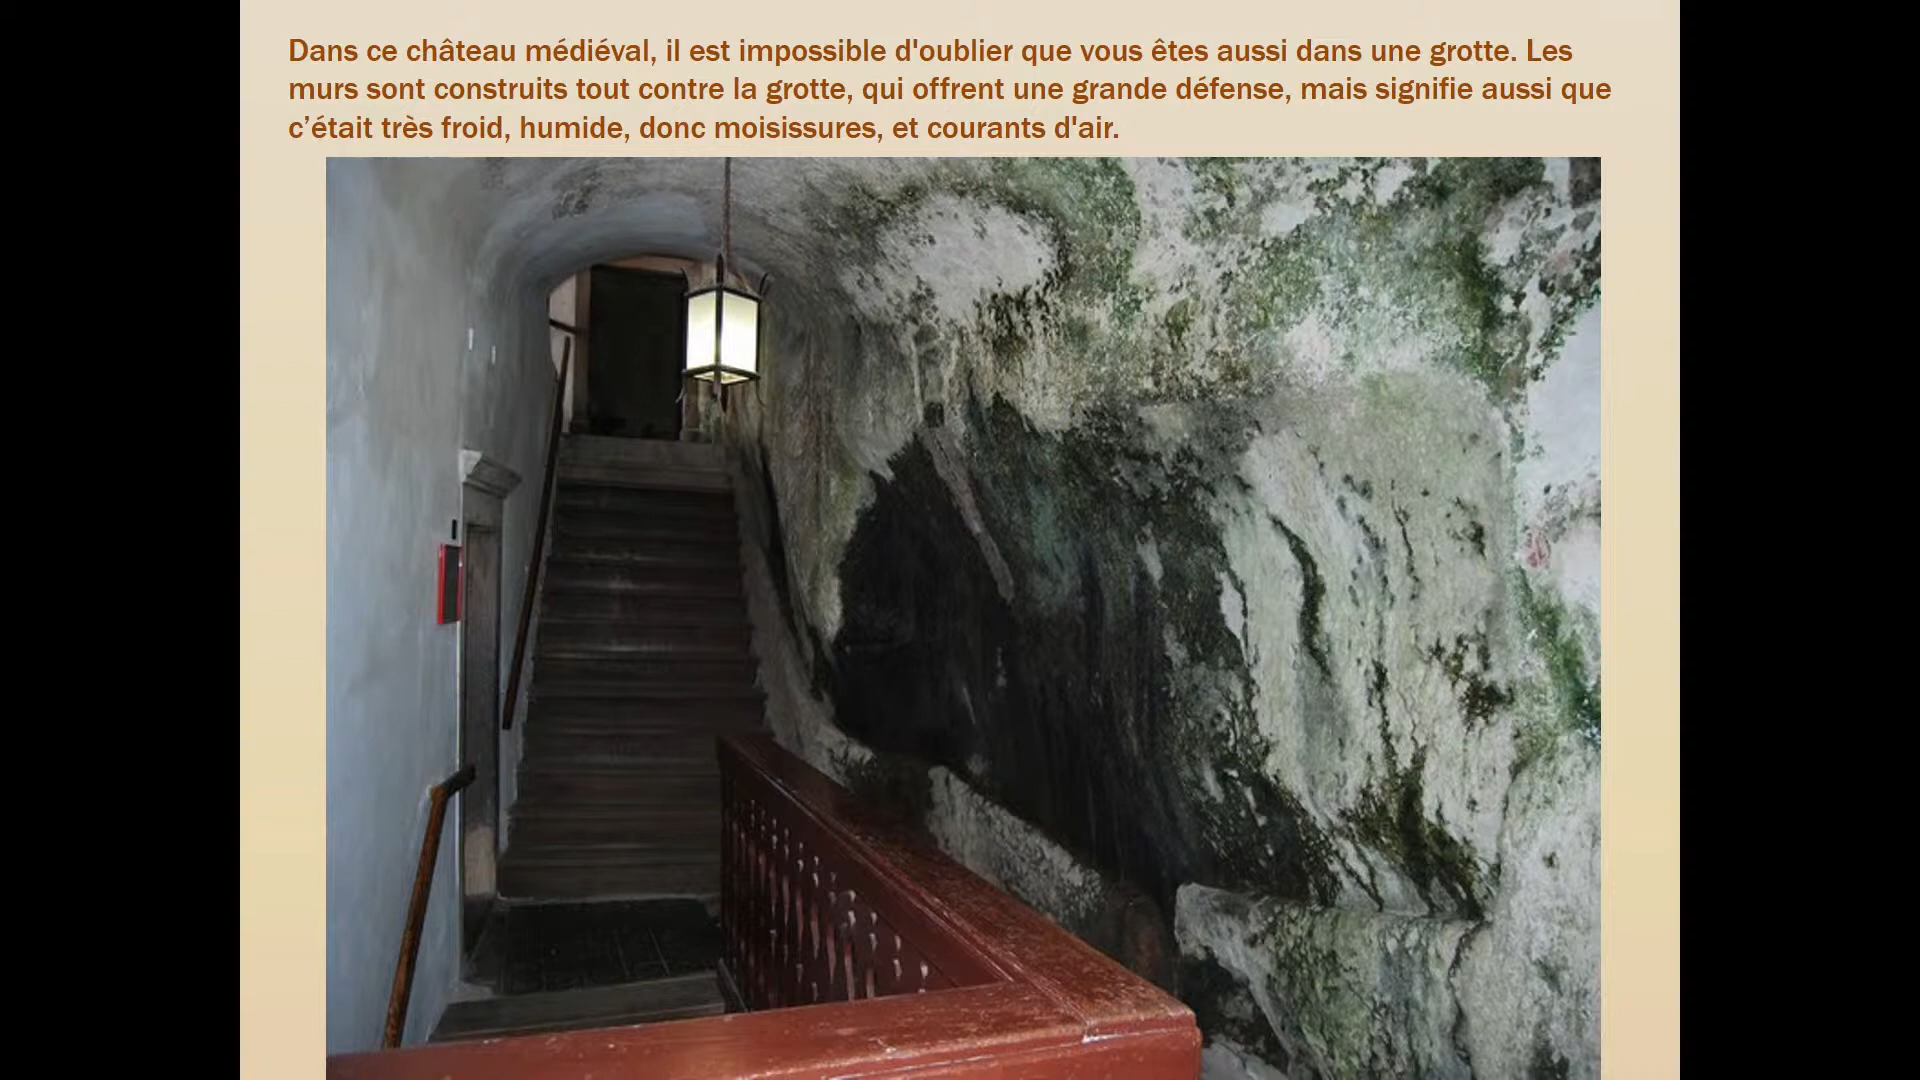 Dans ce château médiéval, il est impossible d'oublier que vous êtes aussi dans une grotte. Les
murs sont construits tout contre la grotte, qui offrent une grande défense, mais signifie aussi que
c’était très froid, humide, donc moisissures, et courants d'air.